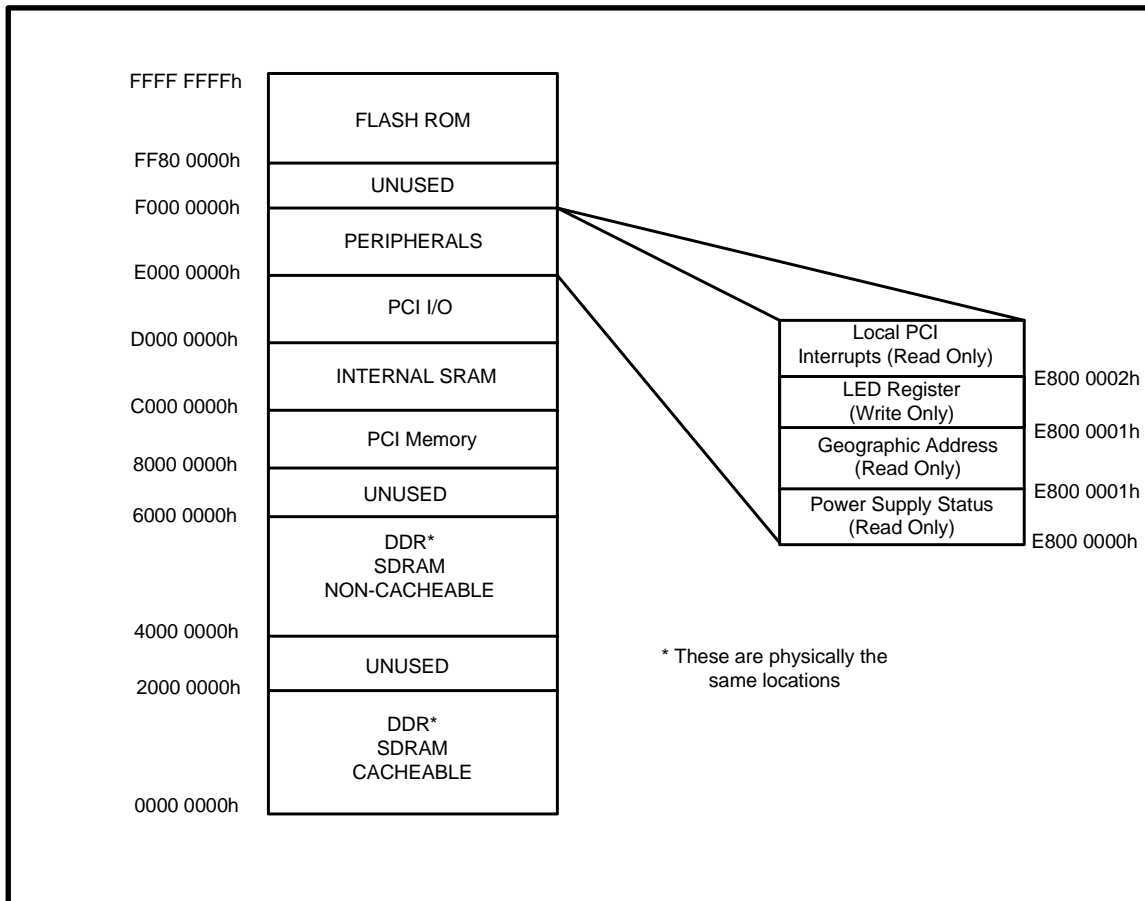 FFFF FFFFh
FLASH ROM
FF80 0000h
UNUSED
F000 0000h
PERIPHERALS
E000 0000h
PCI I/O
D000 0000h
INTERNAL SRAM
C000 0000h
PCI Memory
8000 0000h
UNUSED
6000 0000h
DDR*
SDRAM
NON-CACHEABLE
4000 0000h
UNUSED
2000 0000h
DDR*
SDRAM
CACHEABLE
0000 0000h
Local PCI
Interrupts (Read Only)
E800 0002h
LED Register
(Write Only)
E800 0001h
Geographic Address
(Read Only)
E800 0001h
Power Supply Status
(Read Only)
E800 0000h
* These are physically the
same locations